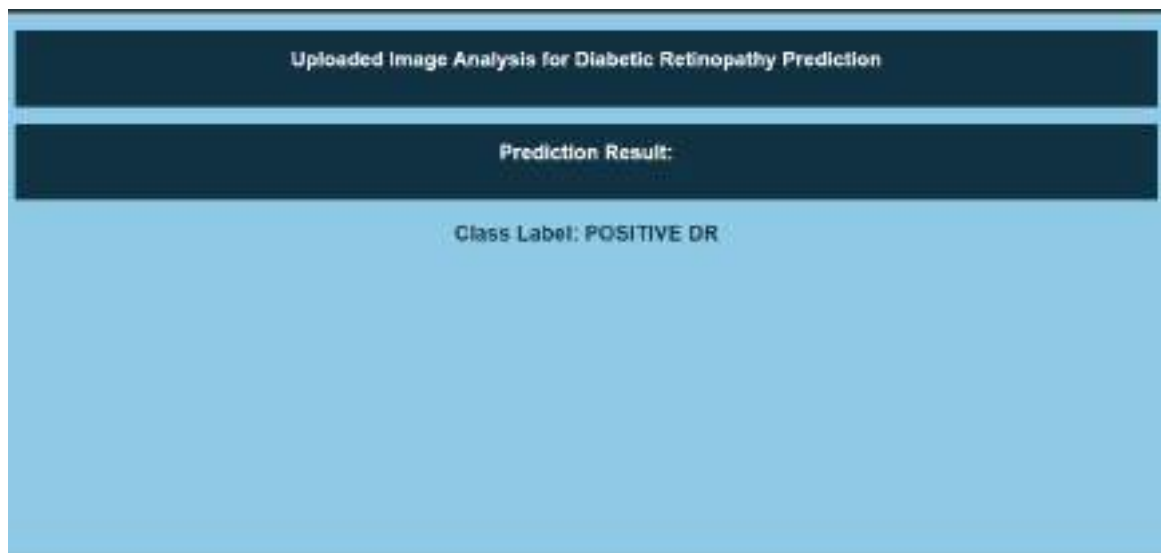 Uploaded Image Analysis for Diabetic Retinopathy Prediction
Prediction Result:
Class Label: POSITIVE DR